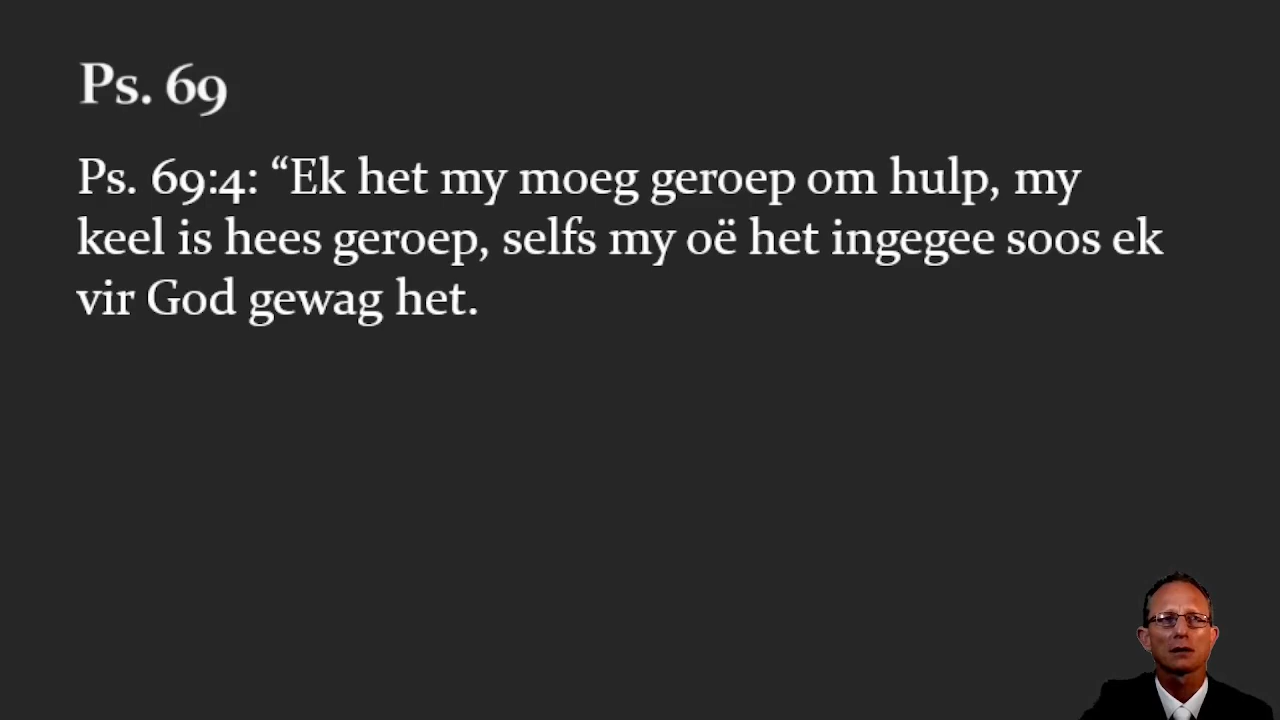 Ps. 69
Ps. 69:4: “Ek het my moeg geroep om hulp, my
keel is hees geroep, selfs my oë het ingegee soos ek
vir God gewag het.